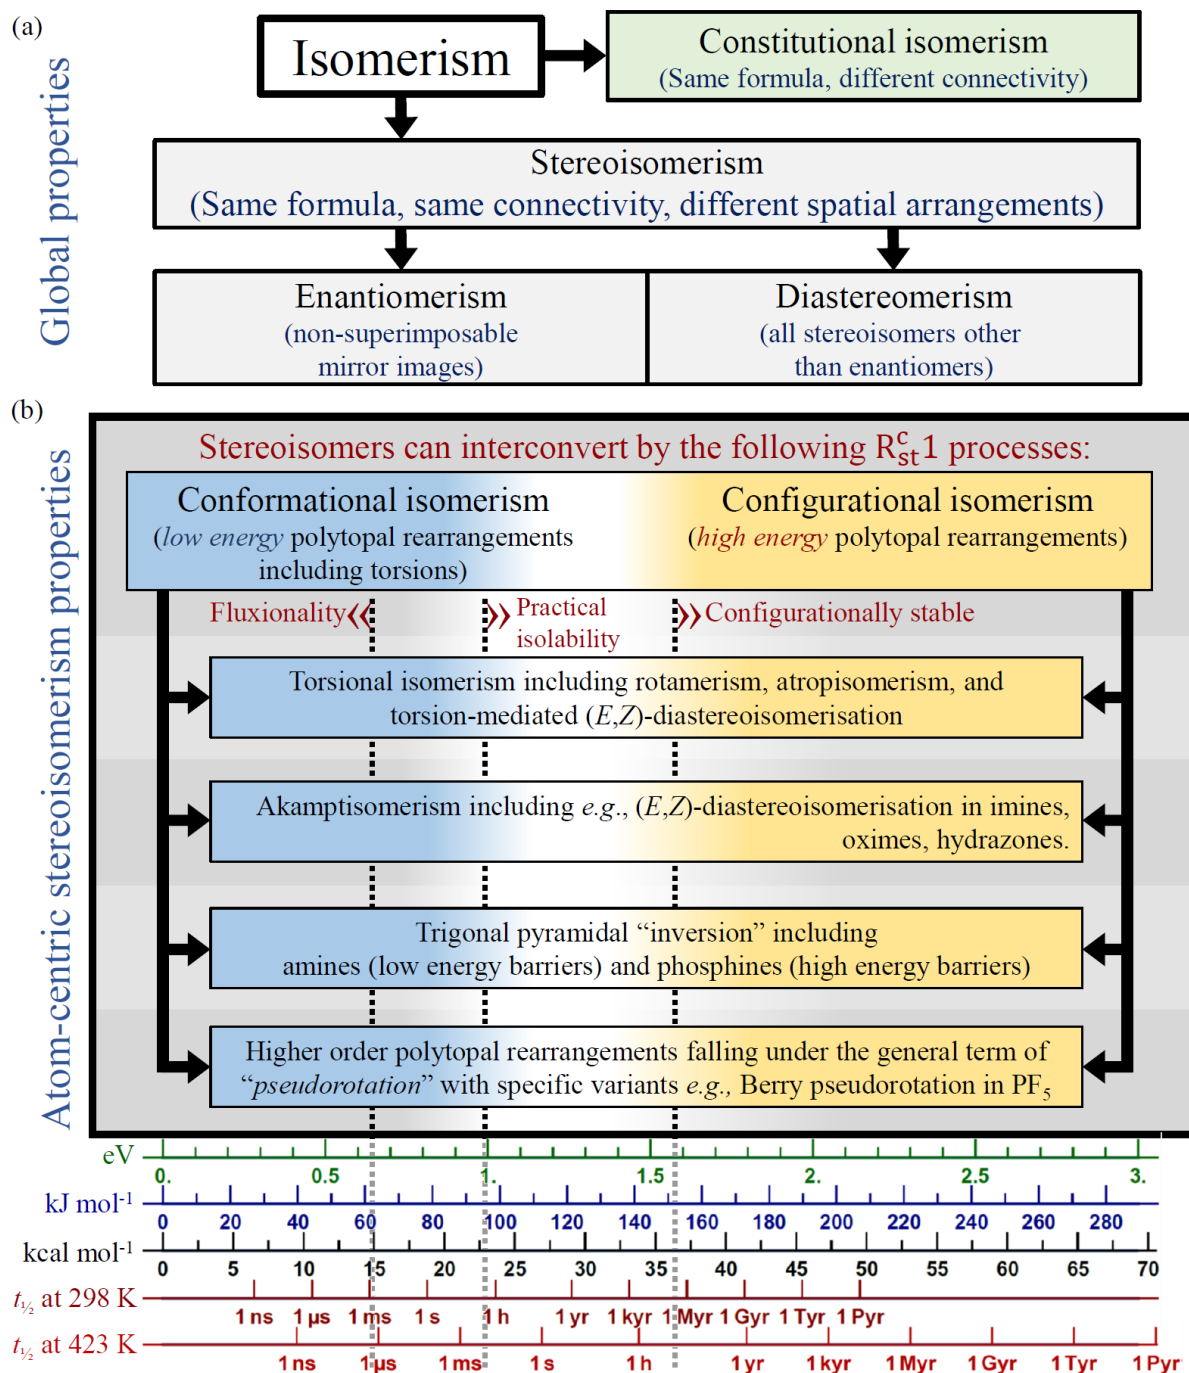 (a)
Global properties
Isomerism
Constitutional isomerism
(Same formula, different connectivity)
Stereoisomerism
(Same formula, same connectivity, different spatial arrangements)
Enantiomerism
(non-superimposable
mirror images)
Diastereomerism
(all stereoisomers other
than enantiomers)
(b)
Atom-centric stereoisomerism properties
Stereoisomers can interconvert by the following R^c_st1 processes:
Conformational isomerism
(low energy polytopal rearrangements
including torsions)
Configurational isomerism
(high energy polytopal rearrangements)
Fluxionality «
» Practical
isolability
» Configurationally stable
Torsional isomerism including rotamerism, atropisomerism, and
torsion-mediated (E,Z)-diastereoisomerisation
Akamptisomerism including e.g., (E,Z)-diastereoisomerisation in imines,
oximes, hydrazones.
Trigonal pyramidal “inversion” including
amines (low energy barriers) and phosphines (high energy barriers)
Higher order polytopal rearrangements falling under the general term of
“pseudorotation” with specific variants e.g., Berry pseudorotation in PF₅
eV
0. 0.5 1. 1.5 2. 2.5 3.
kJ mol⁻¹
0 20 40 60 80 100 120 140 160 180 200 220 240 260 280
kcal mol⁻¹
0 5 10 15 20 25 30 35 40 45 50 55 60 65 70
t½ at 298 K
1 ns 1 µs 1 ms 1 s 1 h 1 yr 1 kyr 1 Myr 1 Gyr 1 Tyr 1 Pyr
t½ at 423 K
1 ns 1 µs 1 ms 1 s 1 h 1 yr 1 kyr 1 Myr 1 Gyr 1 Tyr 1 Pyr